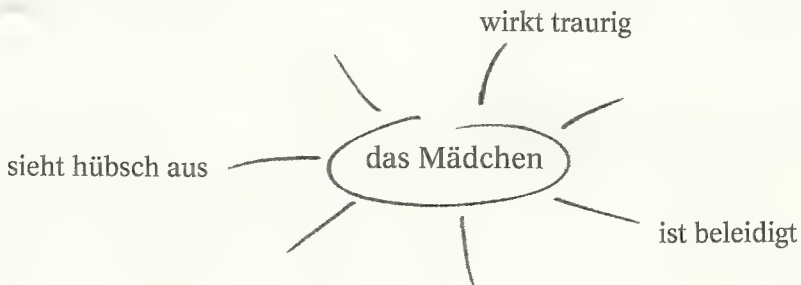 wirkt traurig
sieht hübsch aus
das Mädchen
ist beleidigt